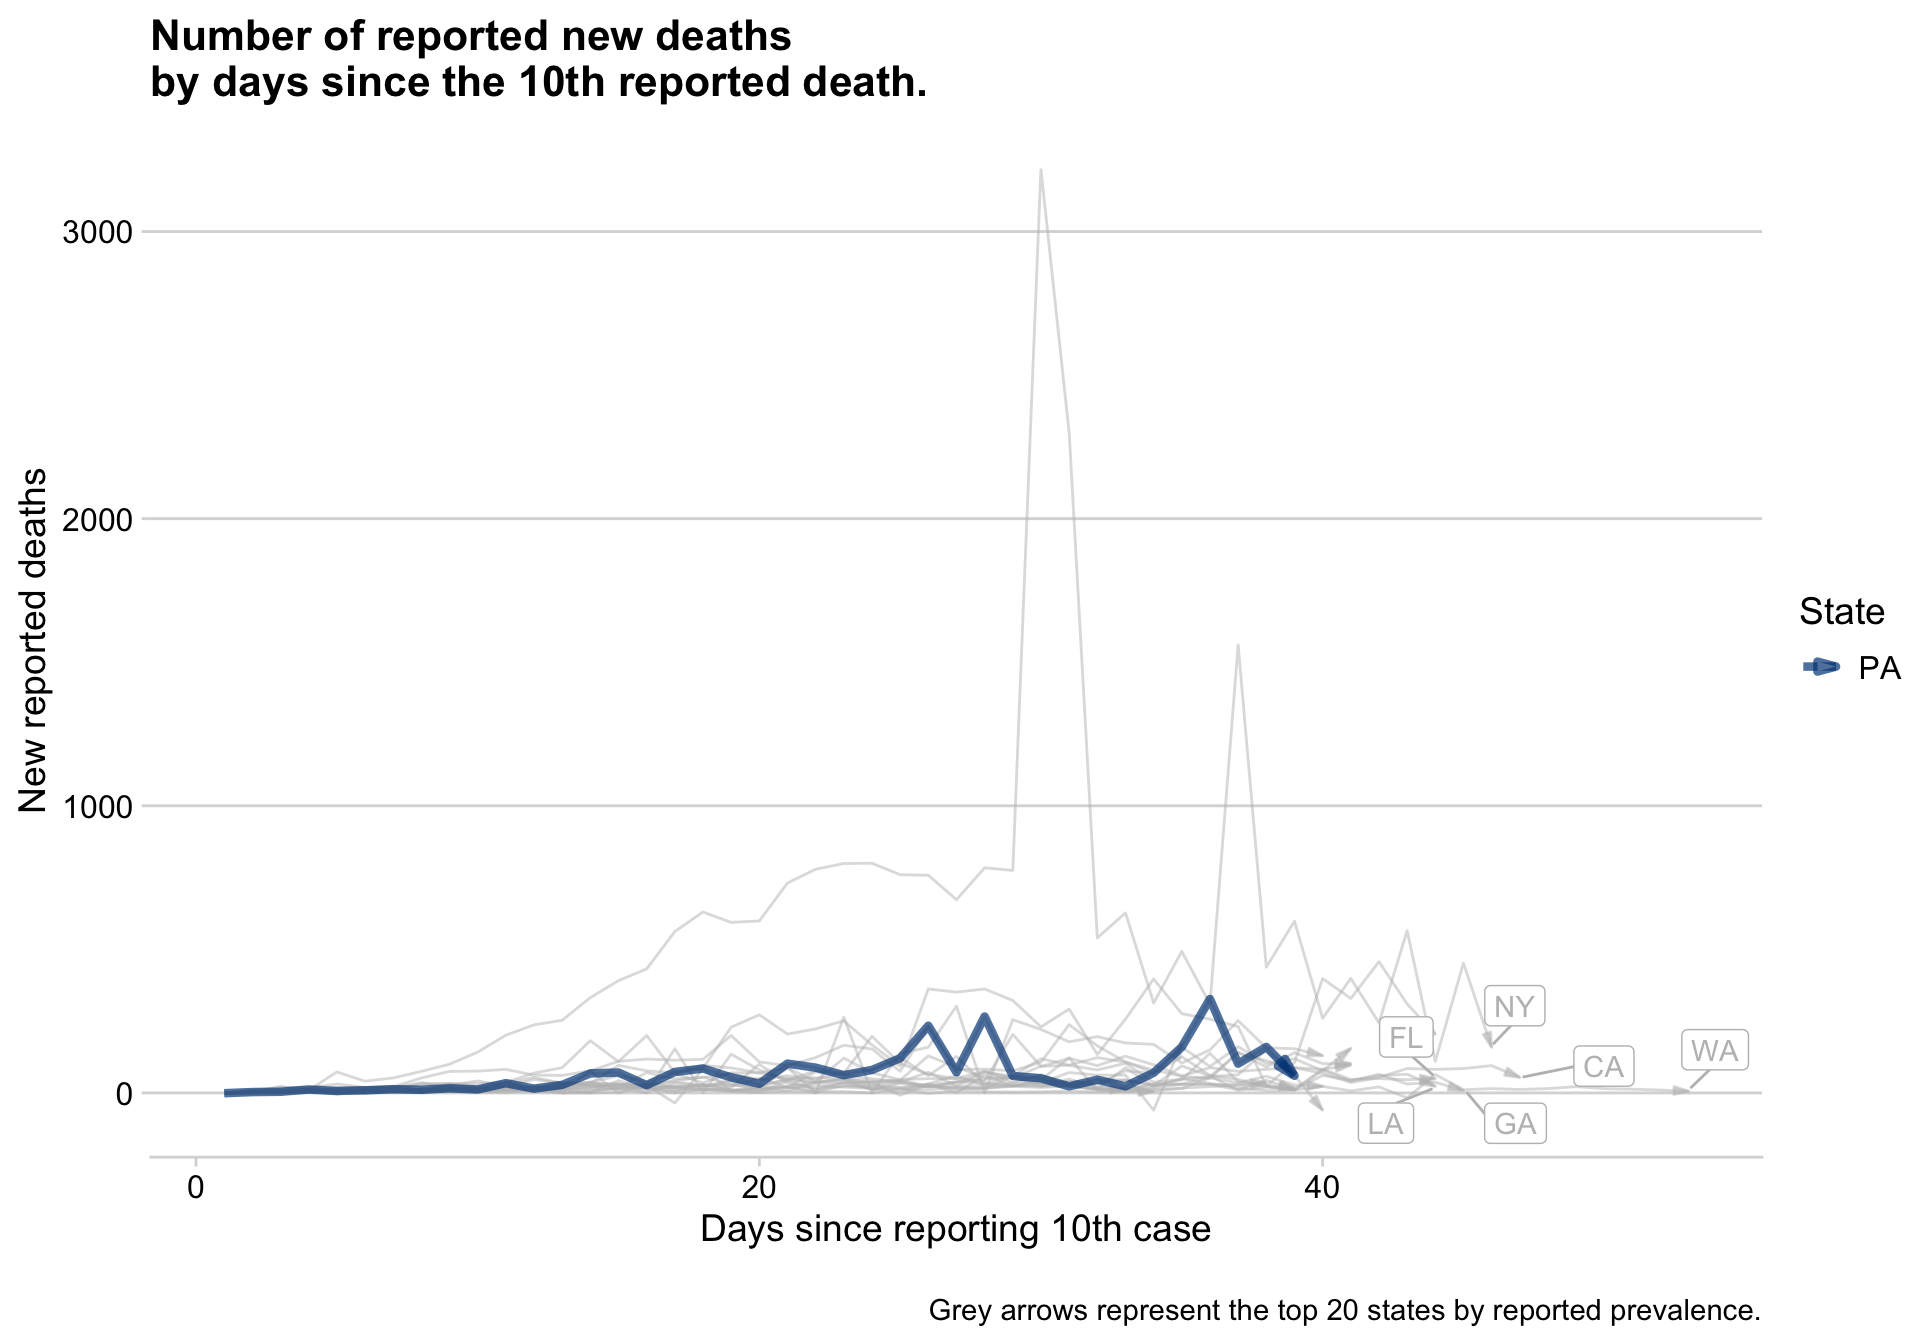 Number of reported new deaths
by days since the 10th reported death.
New reported deaths
3000
2000
1000
0
NY
FL
WA
CA
LA
GA
State
PA
0
20
40
Days since reporting 10th case
Grey arrows represent the top 20 states by reported prevalence.